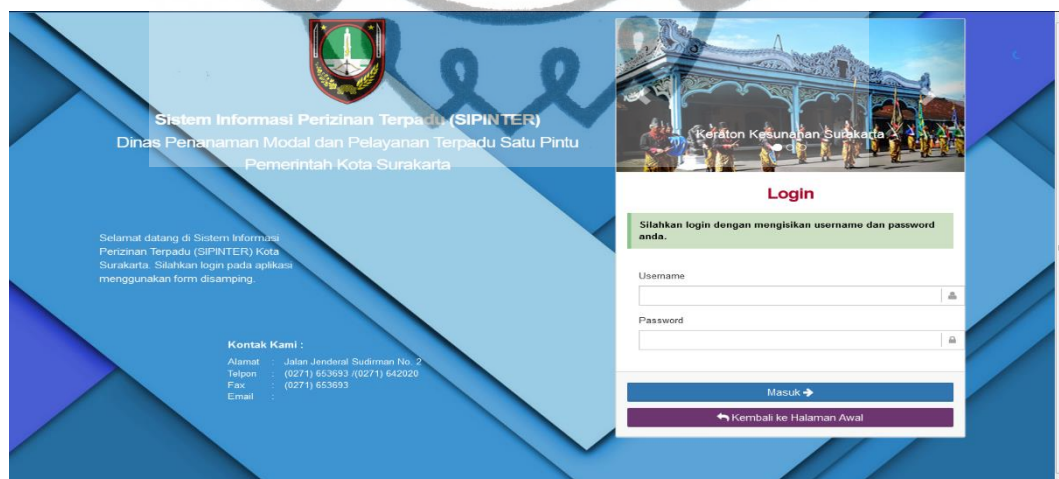 Sistem Informasi Perizinan Terpadu (SIPINTER)
Dinas Penanaman Modal dan Pelayanan Terpadu Satu Pintu
Pemerintah Kota Surakarta
Selamat datang di Sistem Informasi
Perizinan Terpadu (SIPINTER) Kota
Surakarta. Silahkan login pada aplikasi
menggunakan form disamping.
Kontak Kami :
Alamat : Jalan Jenderal Sudirman No. 2
Telpon : (0271) 653693 /(0271) 642020
Fax : (0271) 653693
Email :
Keraton Kesunanan Surakarta
Login
Silahkan login dengan mengisikan username dan password
anda.
Username
Password
Masuk
Kembali ke Halaman Awal